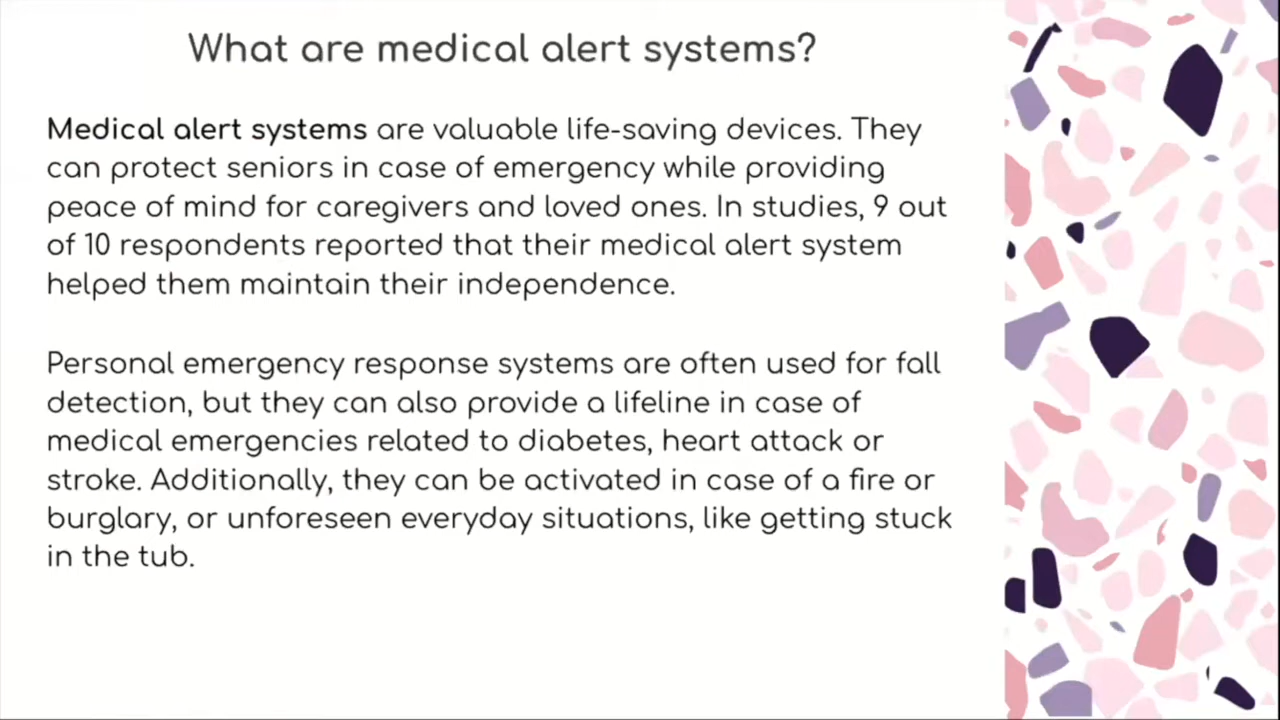 What are medical alert systems?
Medical alert systems are valuable life-saving devices. They
can protect seniors in case of emergency while providing
peace of mind for caregivers and loved ones. In studies, 9 out
of 10 respondents reported that their medical alert system
helped them maintain their independence.
Personal emergency response systems are often used for fall
detection, but they can also provide a lifeline in case of
medical emergencies related to diabetes, heart attack or
stroke. Additionally, they can be activated in case of a fire or
burglary, or unforeseen everyday situations, like getting stuck
in the tub.